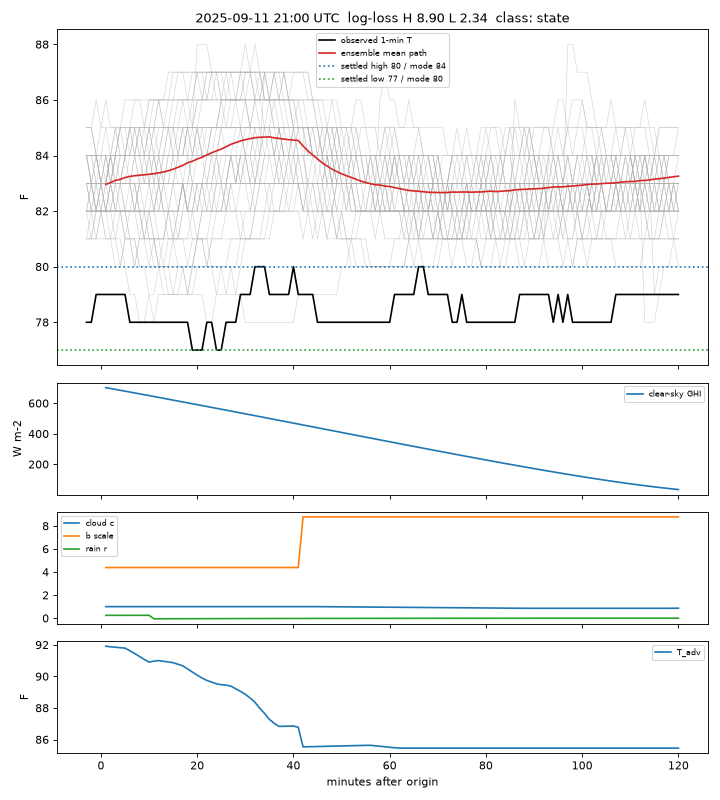 2025-09-11 21:00 UTC  log-loss H 8.90 L 2.34  class: state
observed 1-min T
ensemble mean path
settled high 80 / mode 84
settled low 77 / mode 80
88
86
84
82
80
78
F
clear-sky GHI
600
400
200
W m-2
cloud c
b scale
rain r
8
6
4
2
0
T_adv
92
90
88
86
F
0 20 40 60 80 100 120
minutes after origin